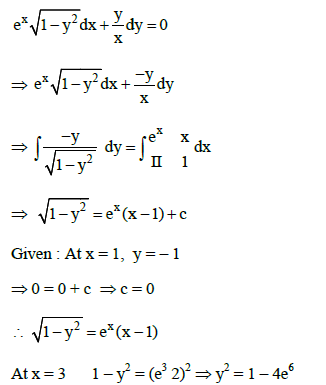 e^x √(1−y²) dx + y/x dy = 0
⇒ e^x √(1−y²) dx + −y/x dy
⇒ ∫ −y/√(1−y²) dy = ∫ e^x x dx
II 1
⇒ √(1−y²) = e^x (x−1) + c
Given : At x = 1, y = −1
⇒ 0 = 0 + c ⇒ c = 0
∴ √(1−y²) = e^x (x−1)
At x = 3 1−y² = (e³ 2)² ⇒ y² = 1 − 4e⁶